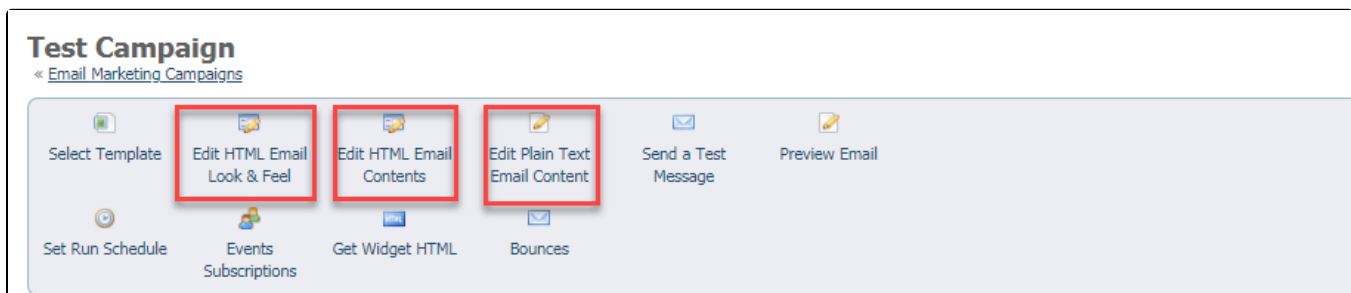 Test Campaign
« Email Marketing Campaigns
Select Template
Edit HTML Email
Look & Feel
Edit HTML Email
Contents
Edit Plain Text
Email Content
Send a Test
Message
Preview Email
Set Run Schedule
Events
Subscriptions
HTML
Get Widget HTML
Bounces